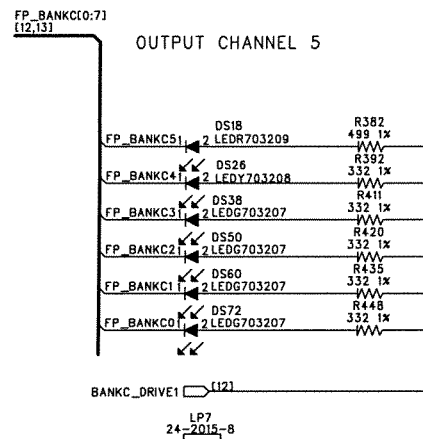 FP_BANKC[0:7]
[12,13]
OUTPUT CHANNEL 5
DS18 R382
499 1%
FP_BANKC5 1 2 LEDR703209
DS26 R392
332 1%
FP_BANKC4 1 2 LEDY703208
DS38 R411
332 1%
FP_BANKC3 1 2 LEDG703207
DS50 R420
332 1%
FP_BANKC2 1 2 LEDG703207
DS60 R435
332 1%
FP_BANKC1 1 2 LEDG703207
DS72 R448
332 1%
FP_BANKC0 1 2 LEDG703207
BANKC_DRIVE1 [12]
LP7
24-2015-8